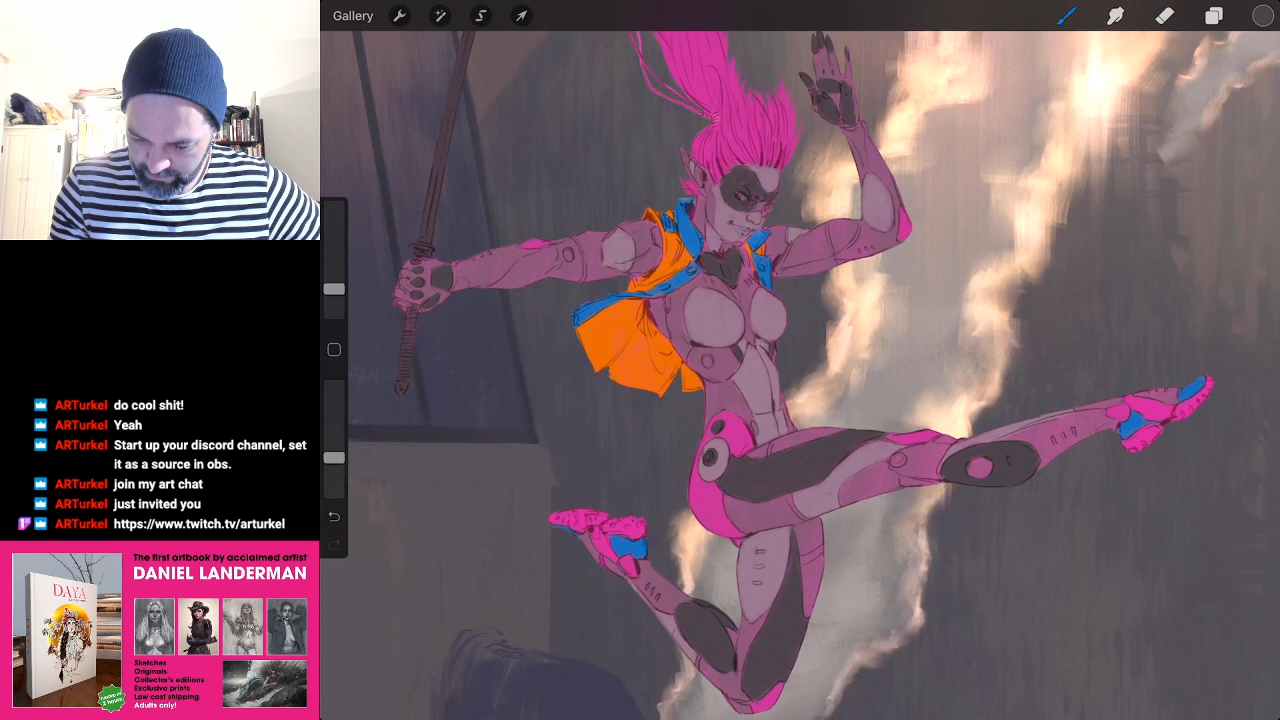 Gallery
ARTurkel do cool shit!
ARTurkel Yeah
ARTurkel Start up your discord channel, set
it as a source in obs.
ARTurkel join my art chat
ARTurkel just invited you
ARTurkel https://www.twitch.tv/arturkel
The first artbook by acclaimed artist
DANIEL LANDERMAN
DAYA
Sketches
Originals
Collector's editions
Exclusive prints
Low cost shipping
Adults only!